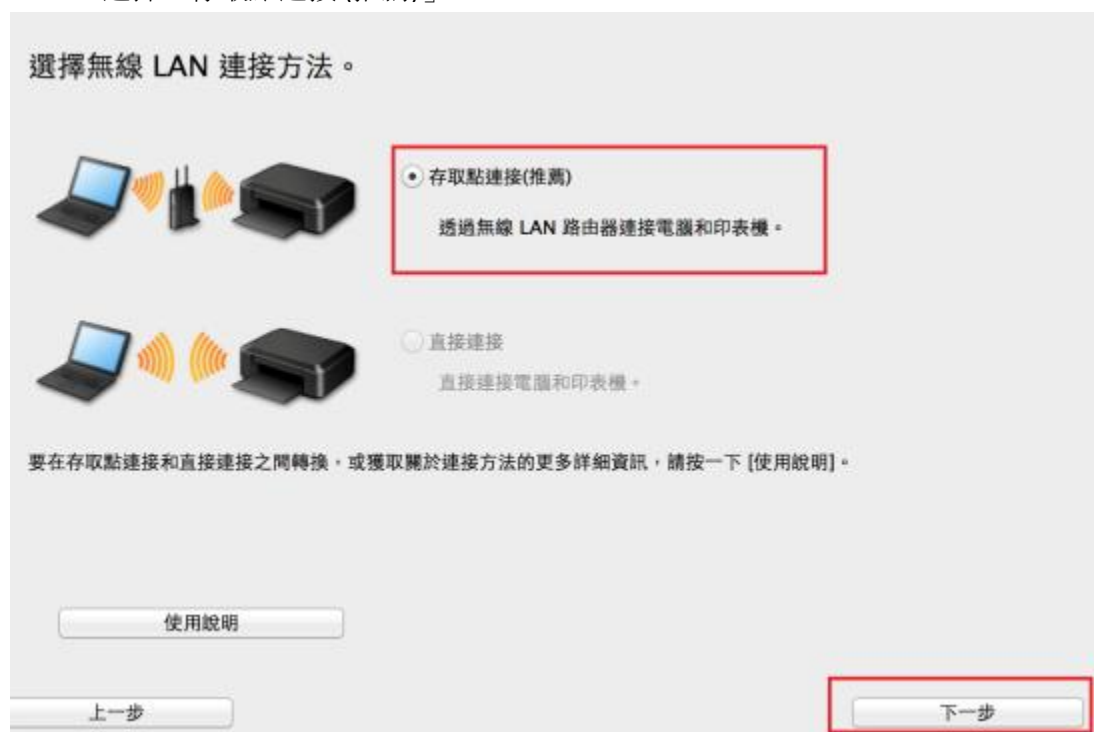 選擇無線 LAN 連接方法。
存取點連接(推薦)
透過無線 LAN 路由器連接電腦和印表機。
直接連接
直接連接電腦和印表機。
要在存取點連接和直接連接之間轉換，或獲取關於連接方法的更多詳細資訊，請按一下 [使用說明]。
使用說明
上一步
下一步